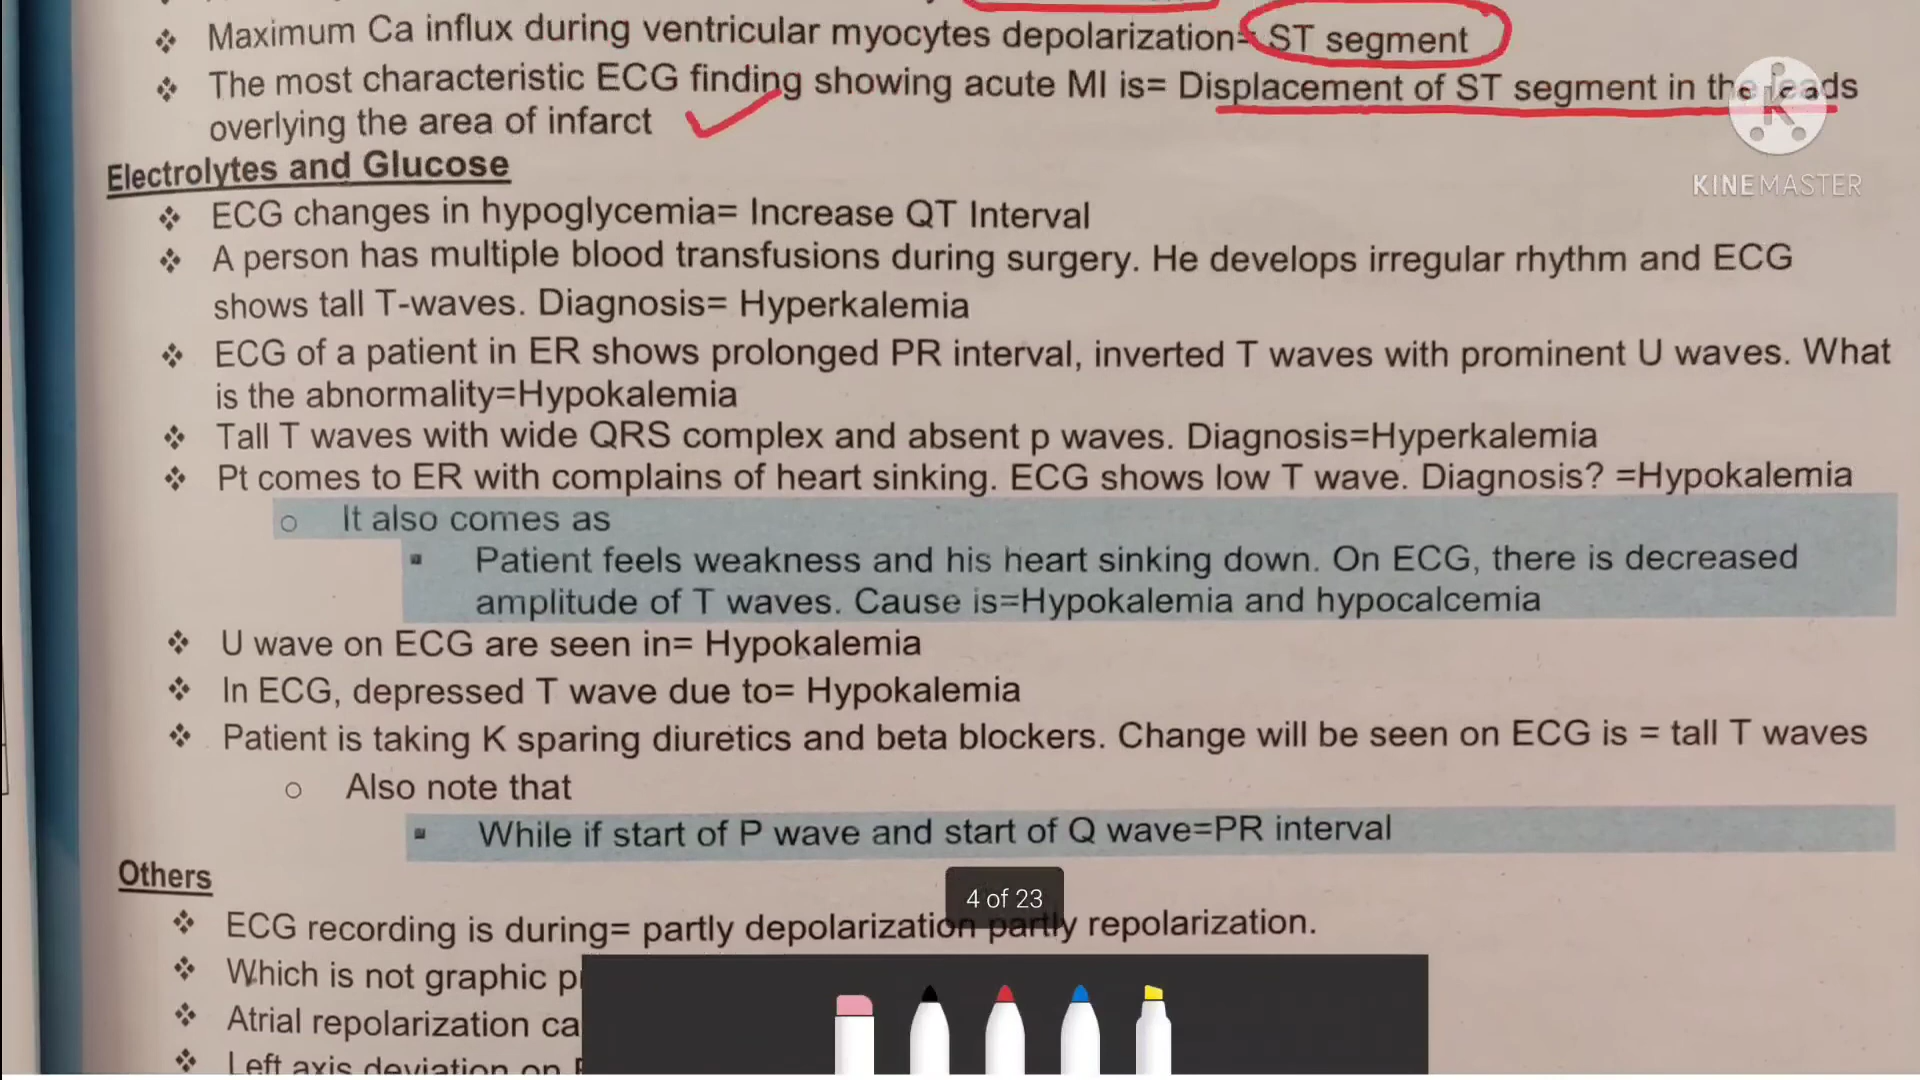 Maximum Ca influx during ventricular myocytes depolarization= ST segment
The most characteristic ECG finding showing acute MI is= Displacement of ST segment in the leads
overlying the area of infarct
KINEMASTER
Electrolytes and Glucose
ECG changes in hypoglycemia= Increase QT Interval
A person has multiple blood transfusions during surgery. He develops irregular rhythm and ECG
shows tall T-waves. Diagnosis= Hyperkalemia
ECG of a patient in ER shows prolonged PR interval, inverted T waves with prominent U waves. What
is the abnormality=Hypokalemia
Tall T waves with wide QRS complex and absent p waves. Diagnosis=Hyperkalemia
Pt comes to ER with complains of heart sinking. ECG shows low T wave. Diagnosis? =Hypokalemia
It also comes as
Patient feels weakness and his heart sinking down. On ECG, there is decreased
amplitude of T waves. Cause is=Hypokalemia and hypocalcemia
U wave on ECG are seen in= Hypokalemia
In ECG, depressed T wave due to= Hypokalemia
Patient is taking K sparing diuretics and beta blockers. Change will be seen on ECG is = tall T waves
Also note that
While if start of P wave and start of Q wave=PR interval
Others
4 of 23
ECG recording is during= partly depolarization partly repolarization.
Which is not graphic
Atrial repolarization
Left axis deviation on